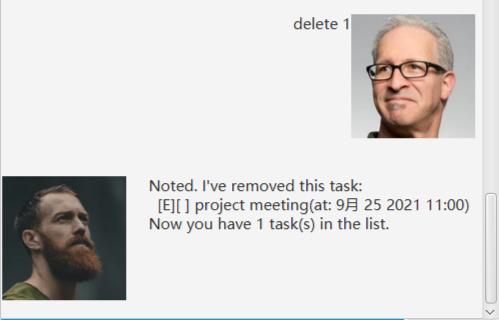 delete 1
Noted. I've removed this task:
[E][ ] project meeting(at: 9月 25 2021 11:00)
Now you have 1 task(s) in the list.